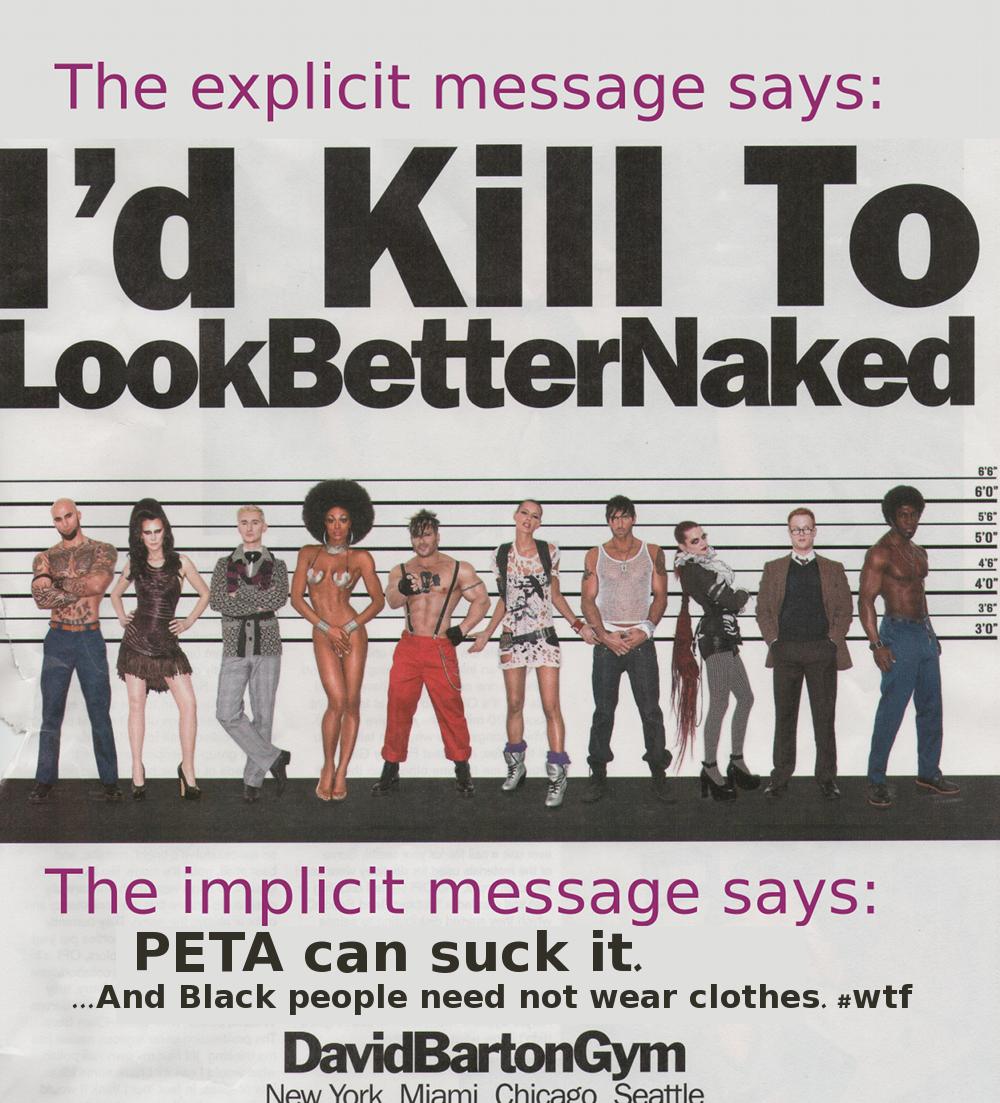 The explicit message says:
I'd Kill To
LookBetterNaked
6'6"
6'0"
5'6"
5'0"
4'6"
4'0"
3'6"
3'0"
The implicit message says:
PETA can suck it.
...And Black people need not wear clothes. #wtf
DavidBartonGym
New York Miami Chicago Seattle